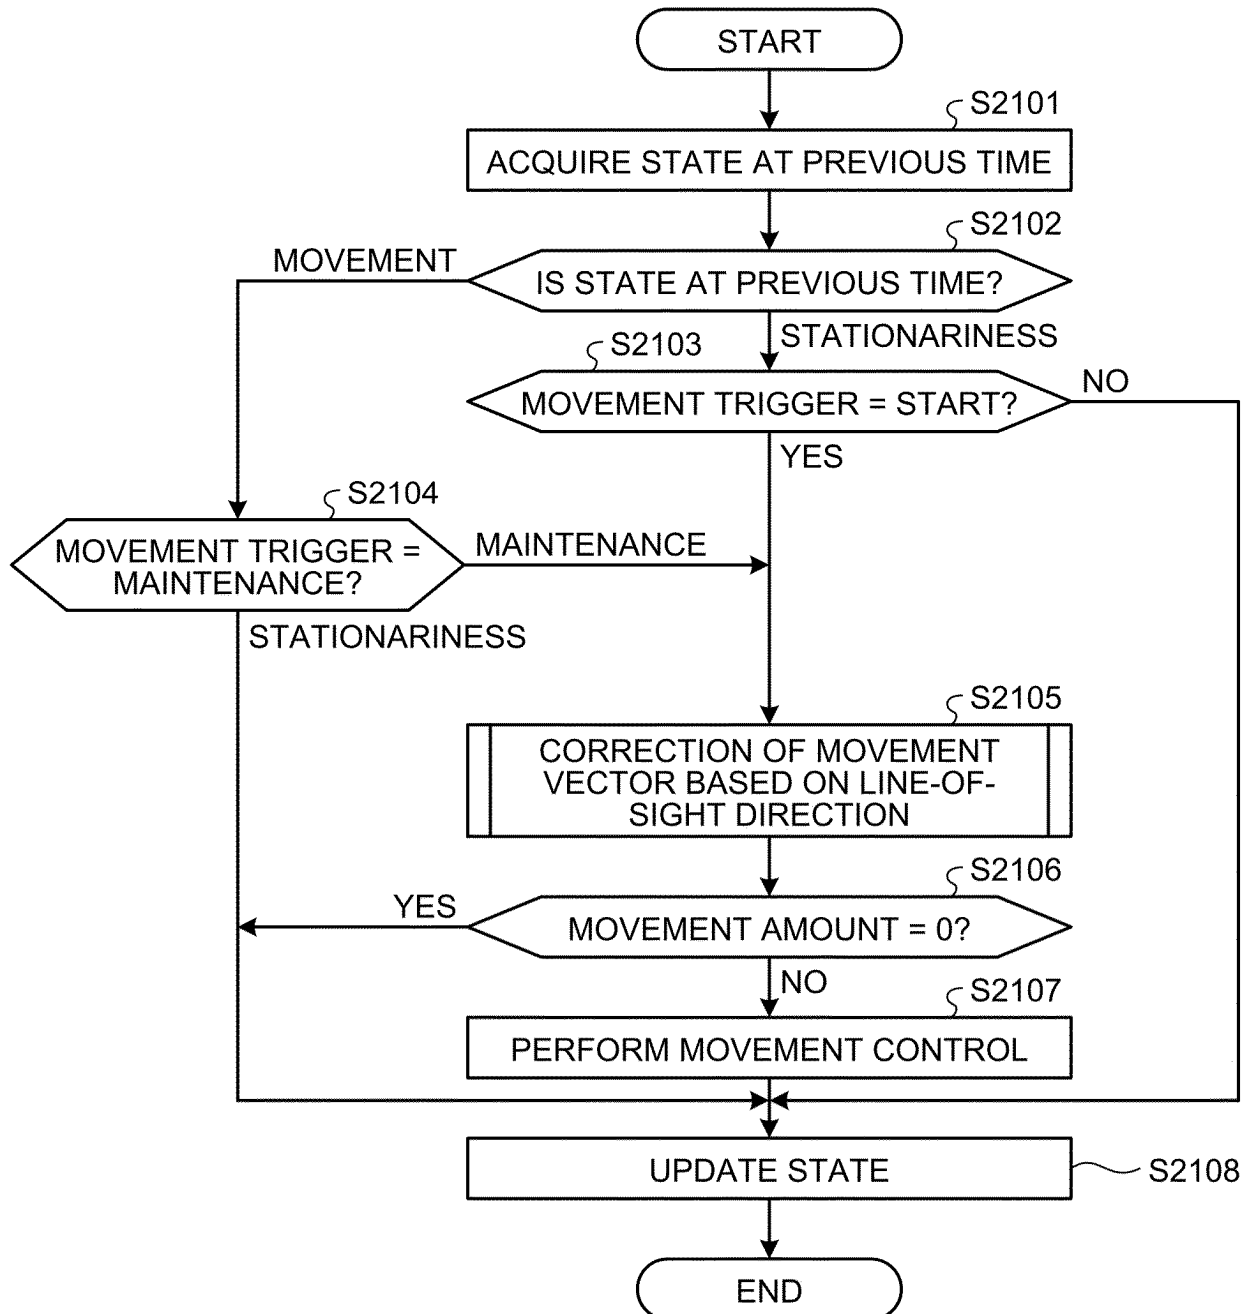 START
S2101
ACQUIRE STATE AT PREVIOUS TIME
S2102
MOVEMENT
IS STATE AT PREVIOUS TIME?
STATIONARINESS
S2103
MOVEMENT TRIGGER = START?
NO
YES
S2104
MOVEMENT TRIGGER =
MAINTENANCE?
MAINTENANCE
STATIONARINESS
S2105
CORRECTION OF MOVEMENT
VECTOR BASED ON LINE-OF-
SIGHT DIRECTION
S2106
YES
MOVEMENT AMOUNT = 0?
NO
S2107
PERFORM MOVEMENT CONTROL
UPDATE STATE
S2108
END